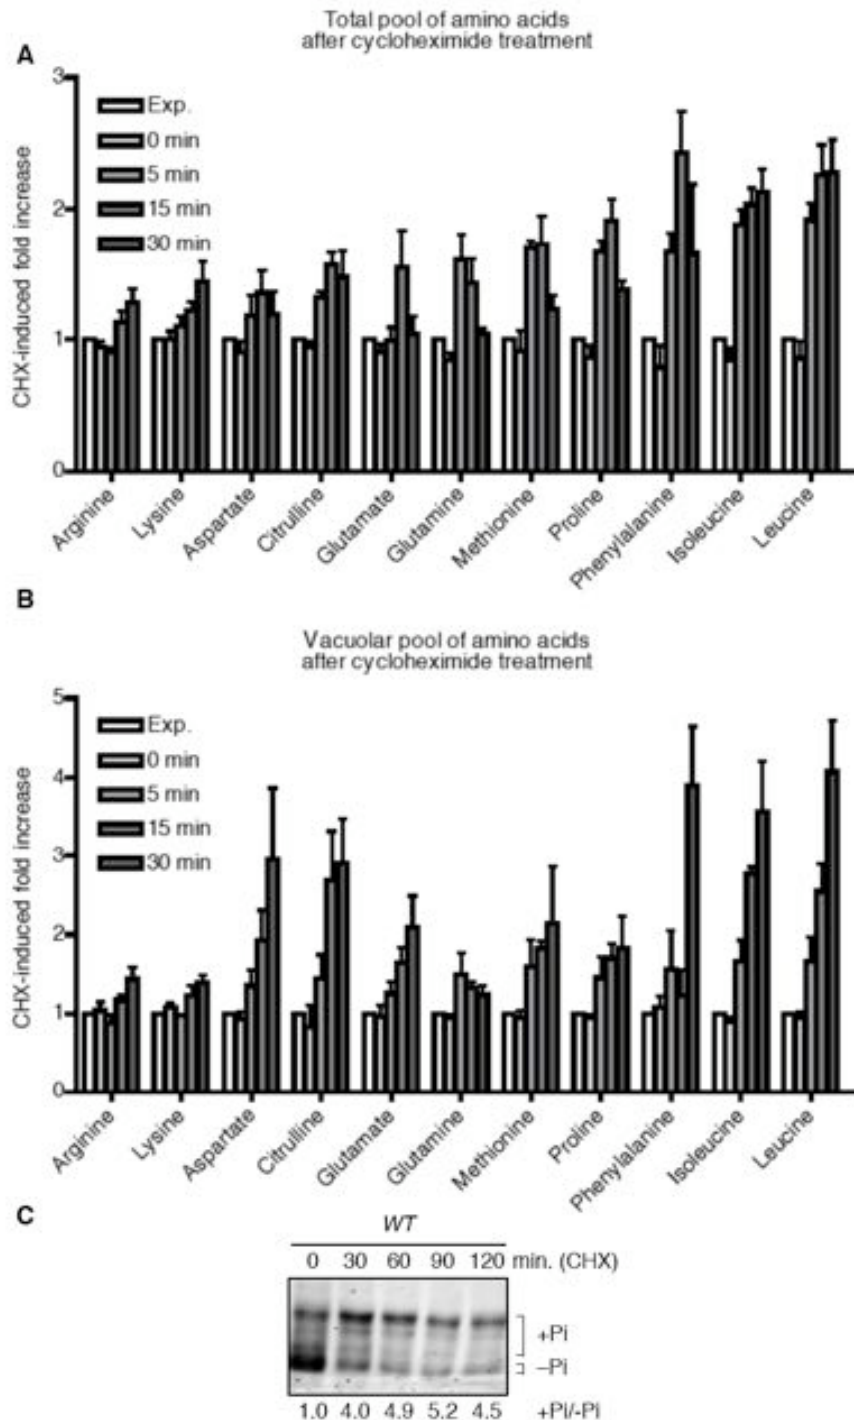 Total pool of amino acids
after cycloheximide treatment
A
CHX-induced fold increase
3
2
1
0
Exp.
0 min
5 min
15 min
30 min
Arginine
Lysine
Aspartate
Citrulline
Glutamate
Glutamine
Methionine
Proline
Phenylalanine
Isoleucine
Leucine
B
Vacuolar pool of amino acids
after cycloheximide treatment
CHX-induced fold increase
5
4
3
2
1
0
Exp.
0 min
5 min
15 min
30 min
Arginine
Lysine
Aspartate
Citrulline
Glutamate
Glutamine
Methionine
Proline
Phenylalanine
Isoleucine
Leucine
C
WT
0 30 60 90 120 min. (CHX)
+Pi
–Pi
1.0 4.0 4.9 5.2 4.5 +Pi/-Pi